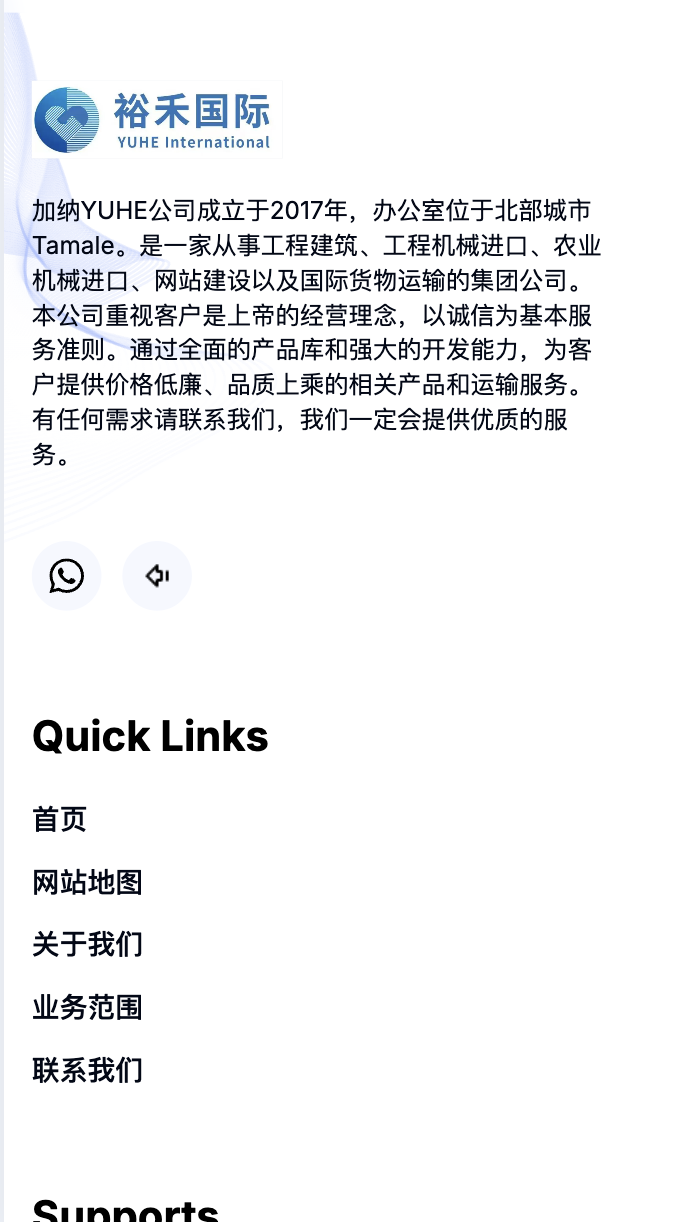 裕禾国际
YUHE International
加纳YUHE公司成立于2017年，办公室位于北部城市
Tamale。是一家从事工程建筑、工程机械进口、农业
机械进口、网站建设以及国际货物运输的集团公司。
本公司重视客户是上帝的经营理念，以诚信为基本服
务准则。通过全面的产品库和强大的开发能力，为客
户提供价格低廉、品质上乘的相关产品和运输服务。
有任何需求请联系我们，我们一定会提供优质的服
务。
Quick Links
首页
网站地图
关于我们
业务范围
联系我们
Supports